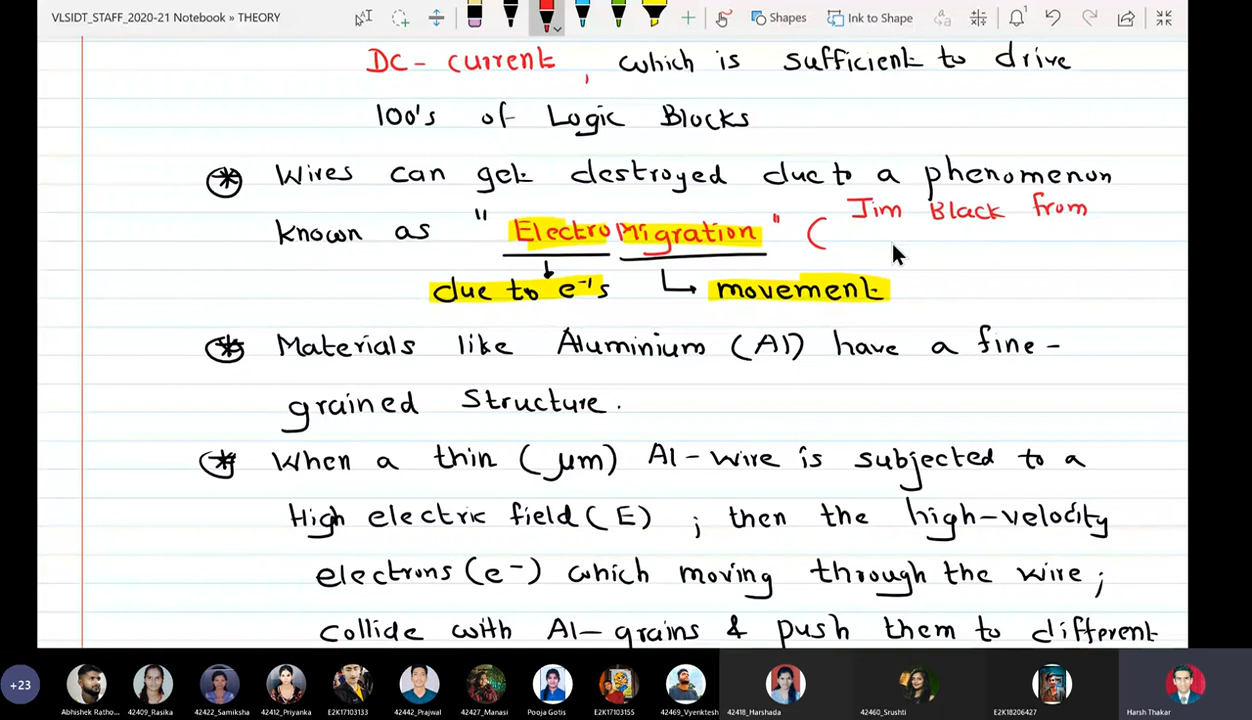 VLSIDT_STAFF_2020-21 Notebook » THEORY
Shapes
Ink to Shape
DC- current, which is sufficient to drive
100's of Logic Blocks
Wires can get destroyed due to a phenomenon
known as "Electro Migration" ( Jim Black from
due to e-'s movement
Materials like Aluminium (Al) have a fine-
grained structure.
When a thin (μm) Al-wire is subjected to a
High electric field (E) ; then the high-velocity
electrons (e-) which moving through the wire;
collide with Al-grains & push them to different
+23
Abhishek Ratho...
42409_Rasika
42422_Samiksha
42412_Priyanka
E2K17103133
42442_Prajwal
42427_Manasi
Pooja Gotis
E2K17103155
42469_Vyenktesh
42418_Harshada
42460_Srushti
E2K18206427
Harsh Thakar